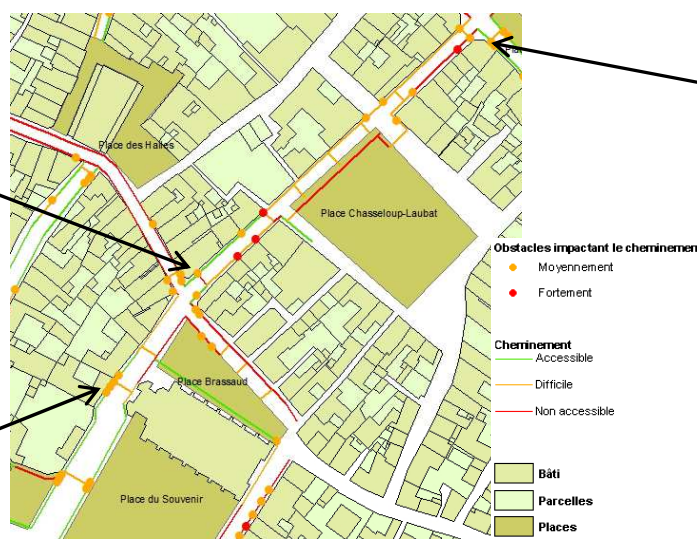 Pla
Place des Halles
Place Chasseloup-Laubat
Place Brassaud
Place du Souvenir
Obstacles impactant le cheminemen
Moyennement
Fortement
Cheminement
Accessible
Difficile
Non accessible
Bâti
Parcelles
Places